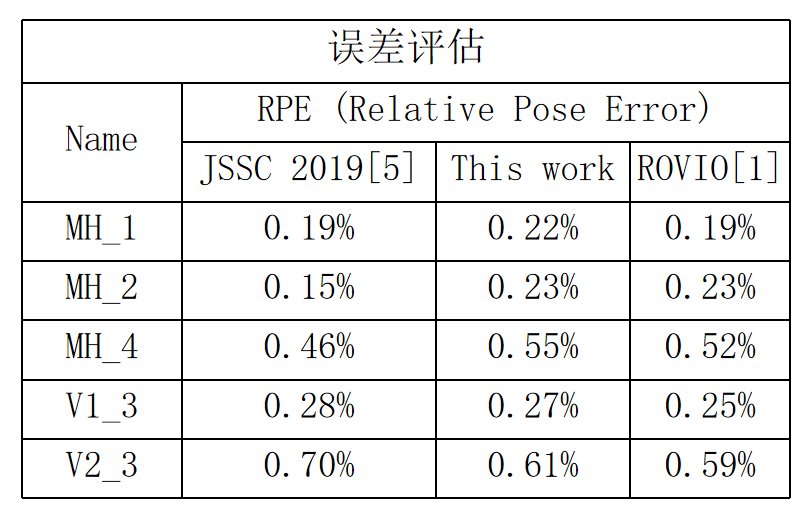 误差评估
Name
RPE (Relative Pose Error)
JSSC 2019[5] This work ROVIO[1]
MH_1 0.19% 0.22% 0.19%
MH_2 0.15% 0.23% 0.23%
MH_4 0.46% 0.55% 0.52%
V1_3 0.28% 0.27% 0.25%
V2_3 0.70% 0.61% 0.59%